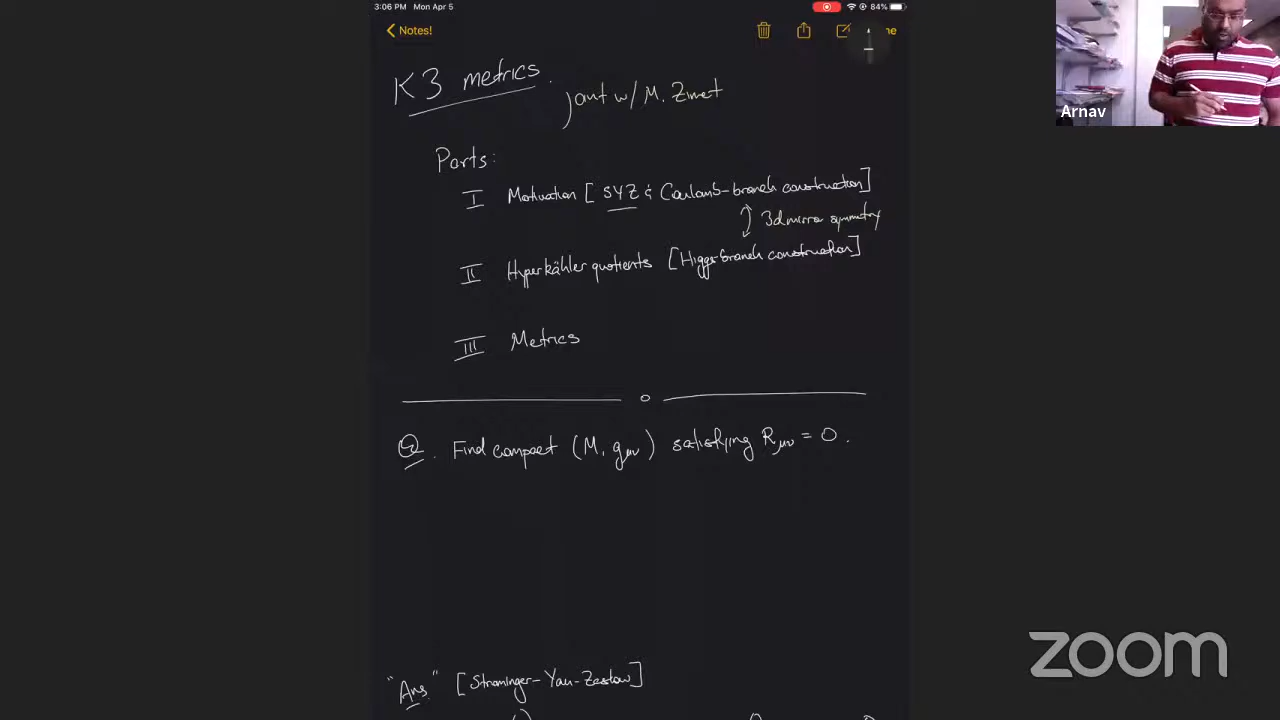 3:06 PM Mon Apr 5
84%
Notes!
K3 metrics.
joint w/ M. Zimet
Parts:
I Motivation [SYZ & Coulomb-branch construction]
3d mirror symmetry
II Hyperkähler quotients [Higgs-branch construction]
III Metrics
Q. Find compact (M, gμν) satisfying Rμν = 0.
"Ans." [Strominger-Yau-Zaslow]
Arnav
zoom